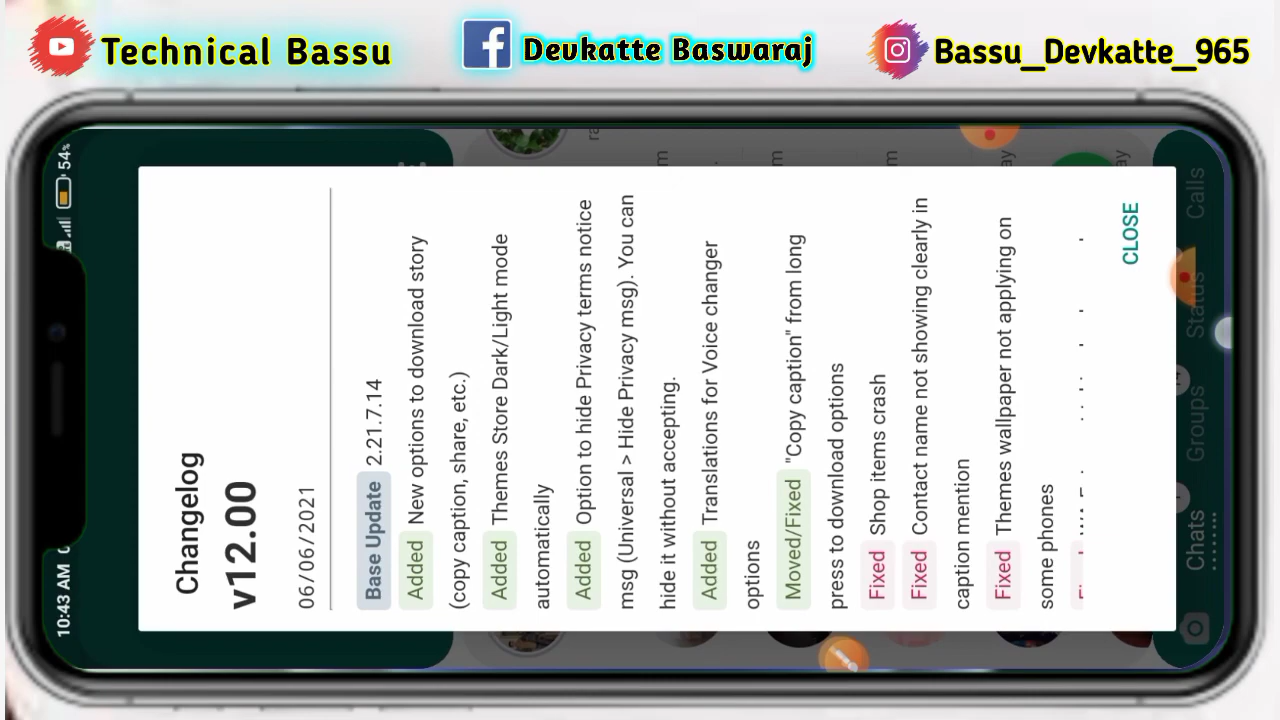 Technical Bassu
Devkatte Baswaraj
Bassu_Devkatte_965
10:43 AM
54%
Changelog
v12.00
06/06/2021
Base Update 2.21.7.14
Added New options to download story
(copy caption, share, etc.)
Added Themes Store Dark/Light mode
automatically
Added Option to hide Privacy terms notice
msg (Universal > Hide Privacy msg). You can
hide it without accepting.
Added Translations for Voice changer
options
Moved/Fixed "Copy caption" from long
press to download options
Fixed Shop items crash
Fixed Contact name not showing clearly in
caption mention
Fixed Themes wallpaper not applying on
some phones
CLOSE
Chats
Groups
Status
Calls